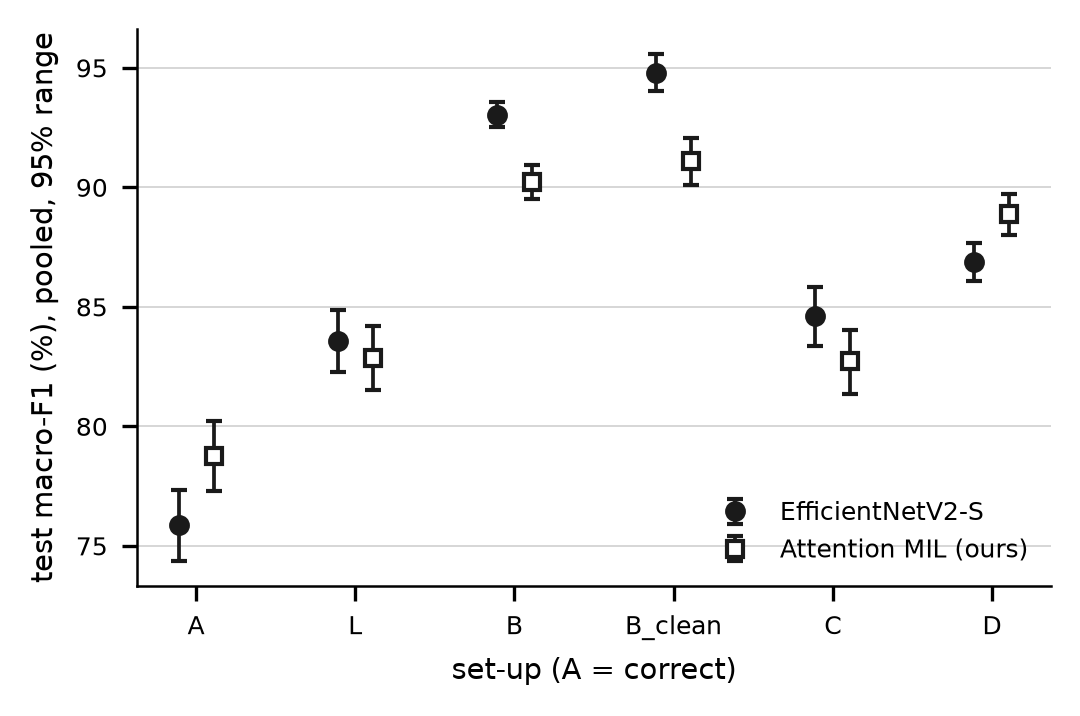 test macro-F1 (%), pooled, 95% range
95
90
85
80
75
EfficientNetV2-S
Attention MIL (ours)
A
L
B
B_clean
C
D
set-up (A = correct)